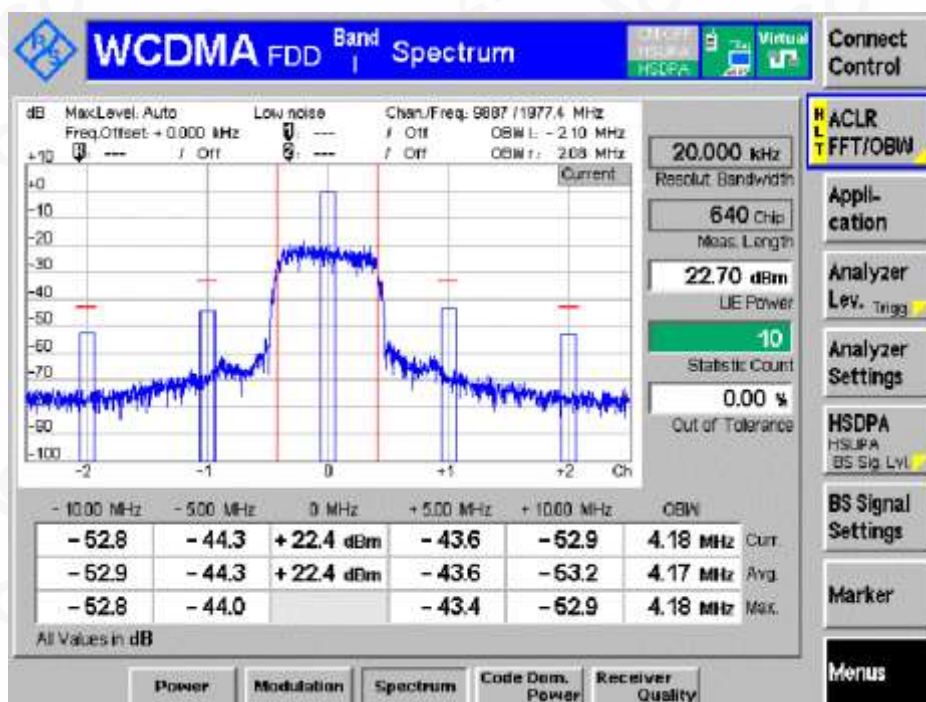 WCDMA FDD Band I Spectrum
HSDPA
Virtual
Connect Control
dB Max.Level: Auto Low noise Chan./Freq.: 9887 / 1977.4 MHz
Freq.Offset: + 0.000 kHz 1: --- / Off OBW l: - 2.10 MHz
--- / Off 2: --- / Off OBW r: 2.08 MHz
Current
+10
+0
-10
-20
-30
-40
-50
-60
-70
-90
-100
-2 -1 0 +1 +2 Ch
20.000 kHz
Resolut. Bandwidth
640 Chip
Meas. Length
22.70 dBm
UE Power
10
Statistic Count
0.00 %
Out of Tolerance
- 10.00 MHz - 5.00 MHz 0 MHz + 5.00 MHz + 10.00 MHz OBW
- 52.8 - 44.3 + 22.4 dBm - 43.6 - 52.9 4.18 MHz Curr.
- 52.9 - 44.3 + 22.4 dBm - 43.6 - 53.2 4.17 MHz Avg.
- 52.8 - 44.0 - 43.4 - 52.9 4.18 MHz Max.
All Values in dB
Power
Modulation
Spectrum
Code Dom. Power
Receiver Quality
HLT
ACLR
FFT/OBW
Appli-
cation
Analyzer
Lev. Trigg
Analyzer
Settings
HSDPA
HSUPA
BS Sig. Lvl.
BS Signal
Settings
Marker
Menus